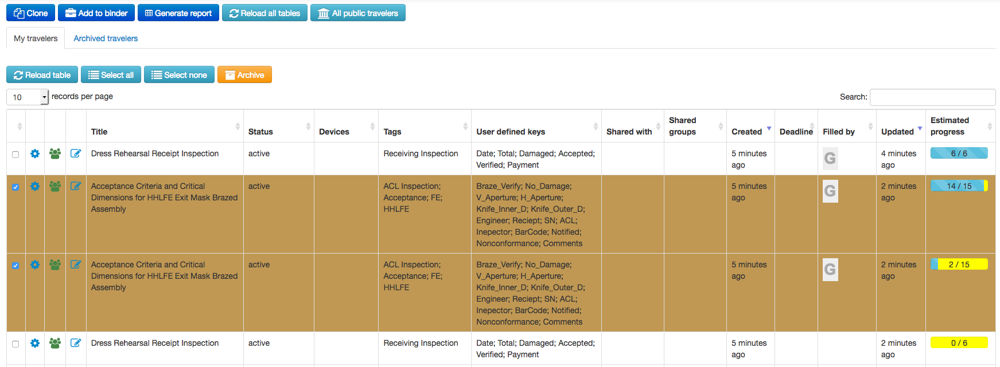 Clone Add to binder Generate report Reload all tables All public travelers
My travelers Archived travelers
Reload table Select all Select none Archive
10 records per page Search:
Title Status Devices Tags User defined keys Shared with Shared groups Created Deadline Filled by Updated Estimated progress
Dress Rehearsal Receipt Inspection active Receiving Inspection Date; Total; Damaged; Accepted; 5 minutes G 4 minutes 6 / 6
Verified; Payment ago ago
Acceptance Criteria and Critical active ACL Inspection; Braze_Verify; No_Damage; 5 minutes G 2 minutes 14 / 15
Dimensions for HHLFE Exit Mask Brazed Acceptance; FE; V_Aperture; H_Aperture; ago ago
Assembly HHLFE Knife_Inner_D; Knife_Outer_D;
Engineer; Reciept; SN; ACL;
Inepector; BarCode; Notified;
Nonconformance; Comments
Acceptance Criteria and Critical active ACL Inspection; Braze_Verify; No_Damage; 5 minutes G 2 minutes 2 / 15
Dimensions for HHLFE Exit Mask Brazed Acceptance; FE; V_Aperture; H_Aperture; ago ago
Assembly HHLFE Knife_Inner_D; Knife_Outer_D;
Engineer; Reciept; SN; ACL;
Inepector; BarCode; Notified;
Nonconformance; Comments
Dress Rehearsal Receipt Inspection active Receiving Inspection Date; Total; Damaged; Accepted; 5 minutes 2 minutes 0 / 6
Verified; Payment ago ago